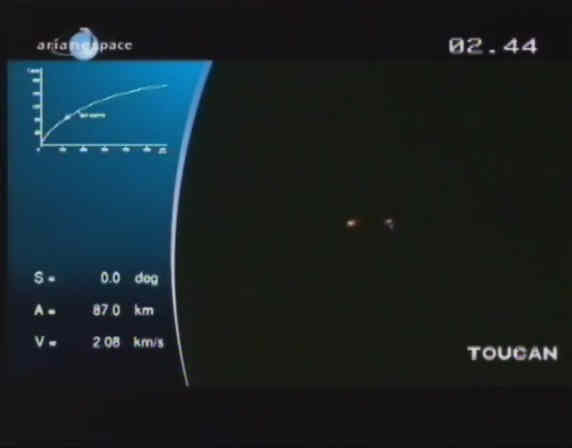 arianespace
02.44
S = 0.0 deg
A = 87.0 km
V = 2.08 km/s
TOUCAN